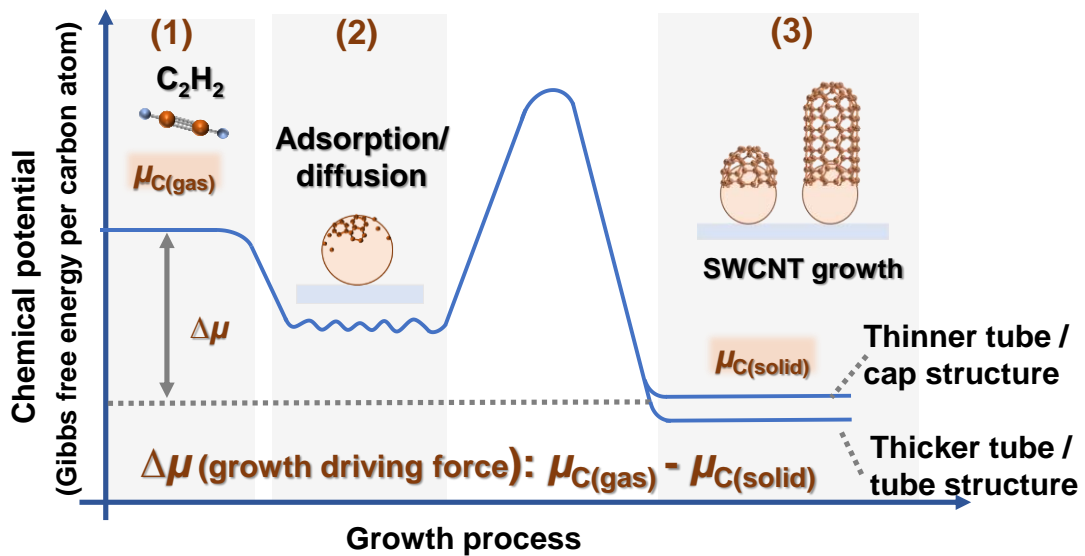 Chemical potential
(Gibbs free energy per carbon atom)
(1)
C₂H₂
μC(gas)
Δμ
(2)
Adsorption/
diffusion
(3)
SWCNT growth
μC(solid)
Thinner tube /
cap structure
Thicker tube /
tube structure
Δμ (growth driving force): μC(gas) - μC(solid)
Growth process